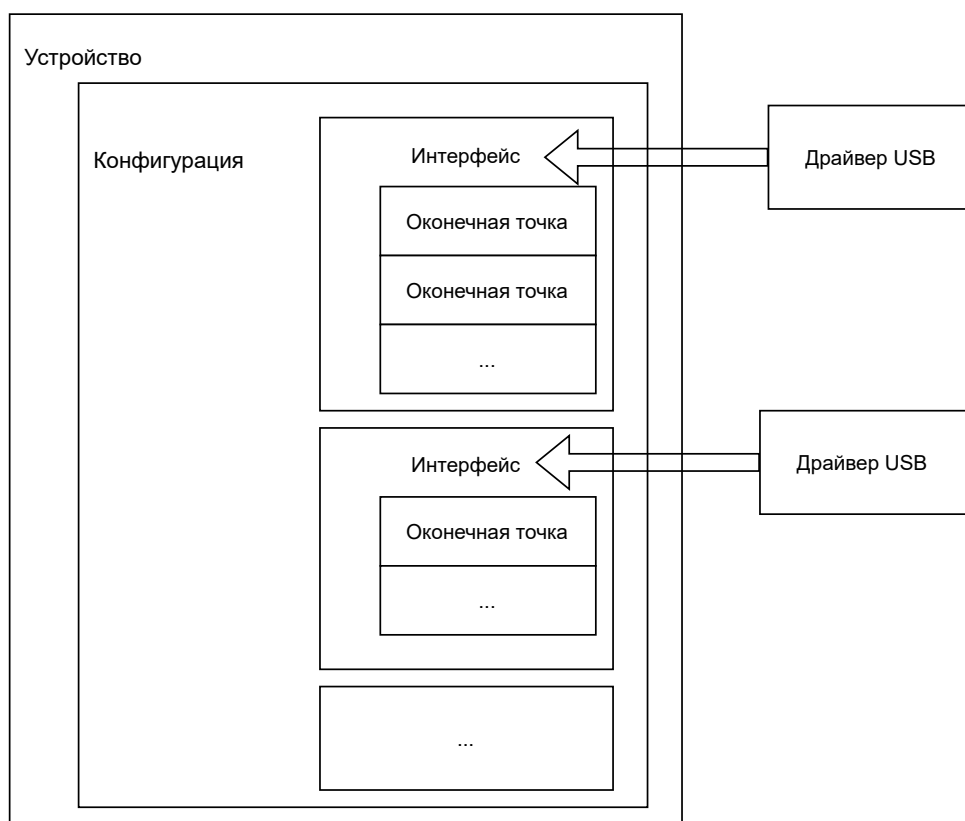 Устройство
Конфигурация
Интерфейс
Оконечная точка
Оконечная точка
...
Драйвер USB
Интерфейс
Оконечная точка
...
Драйвер USB
...